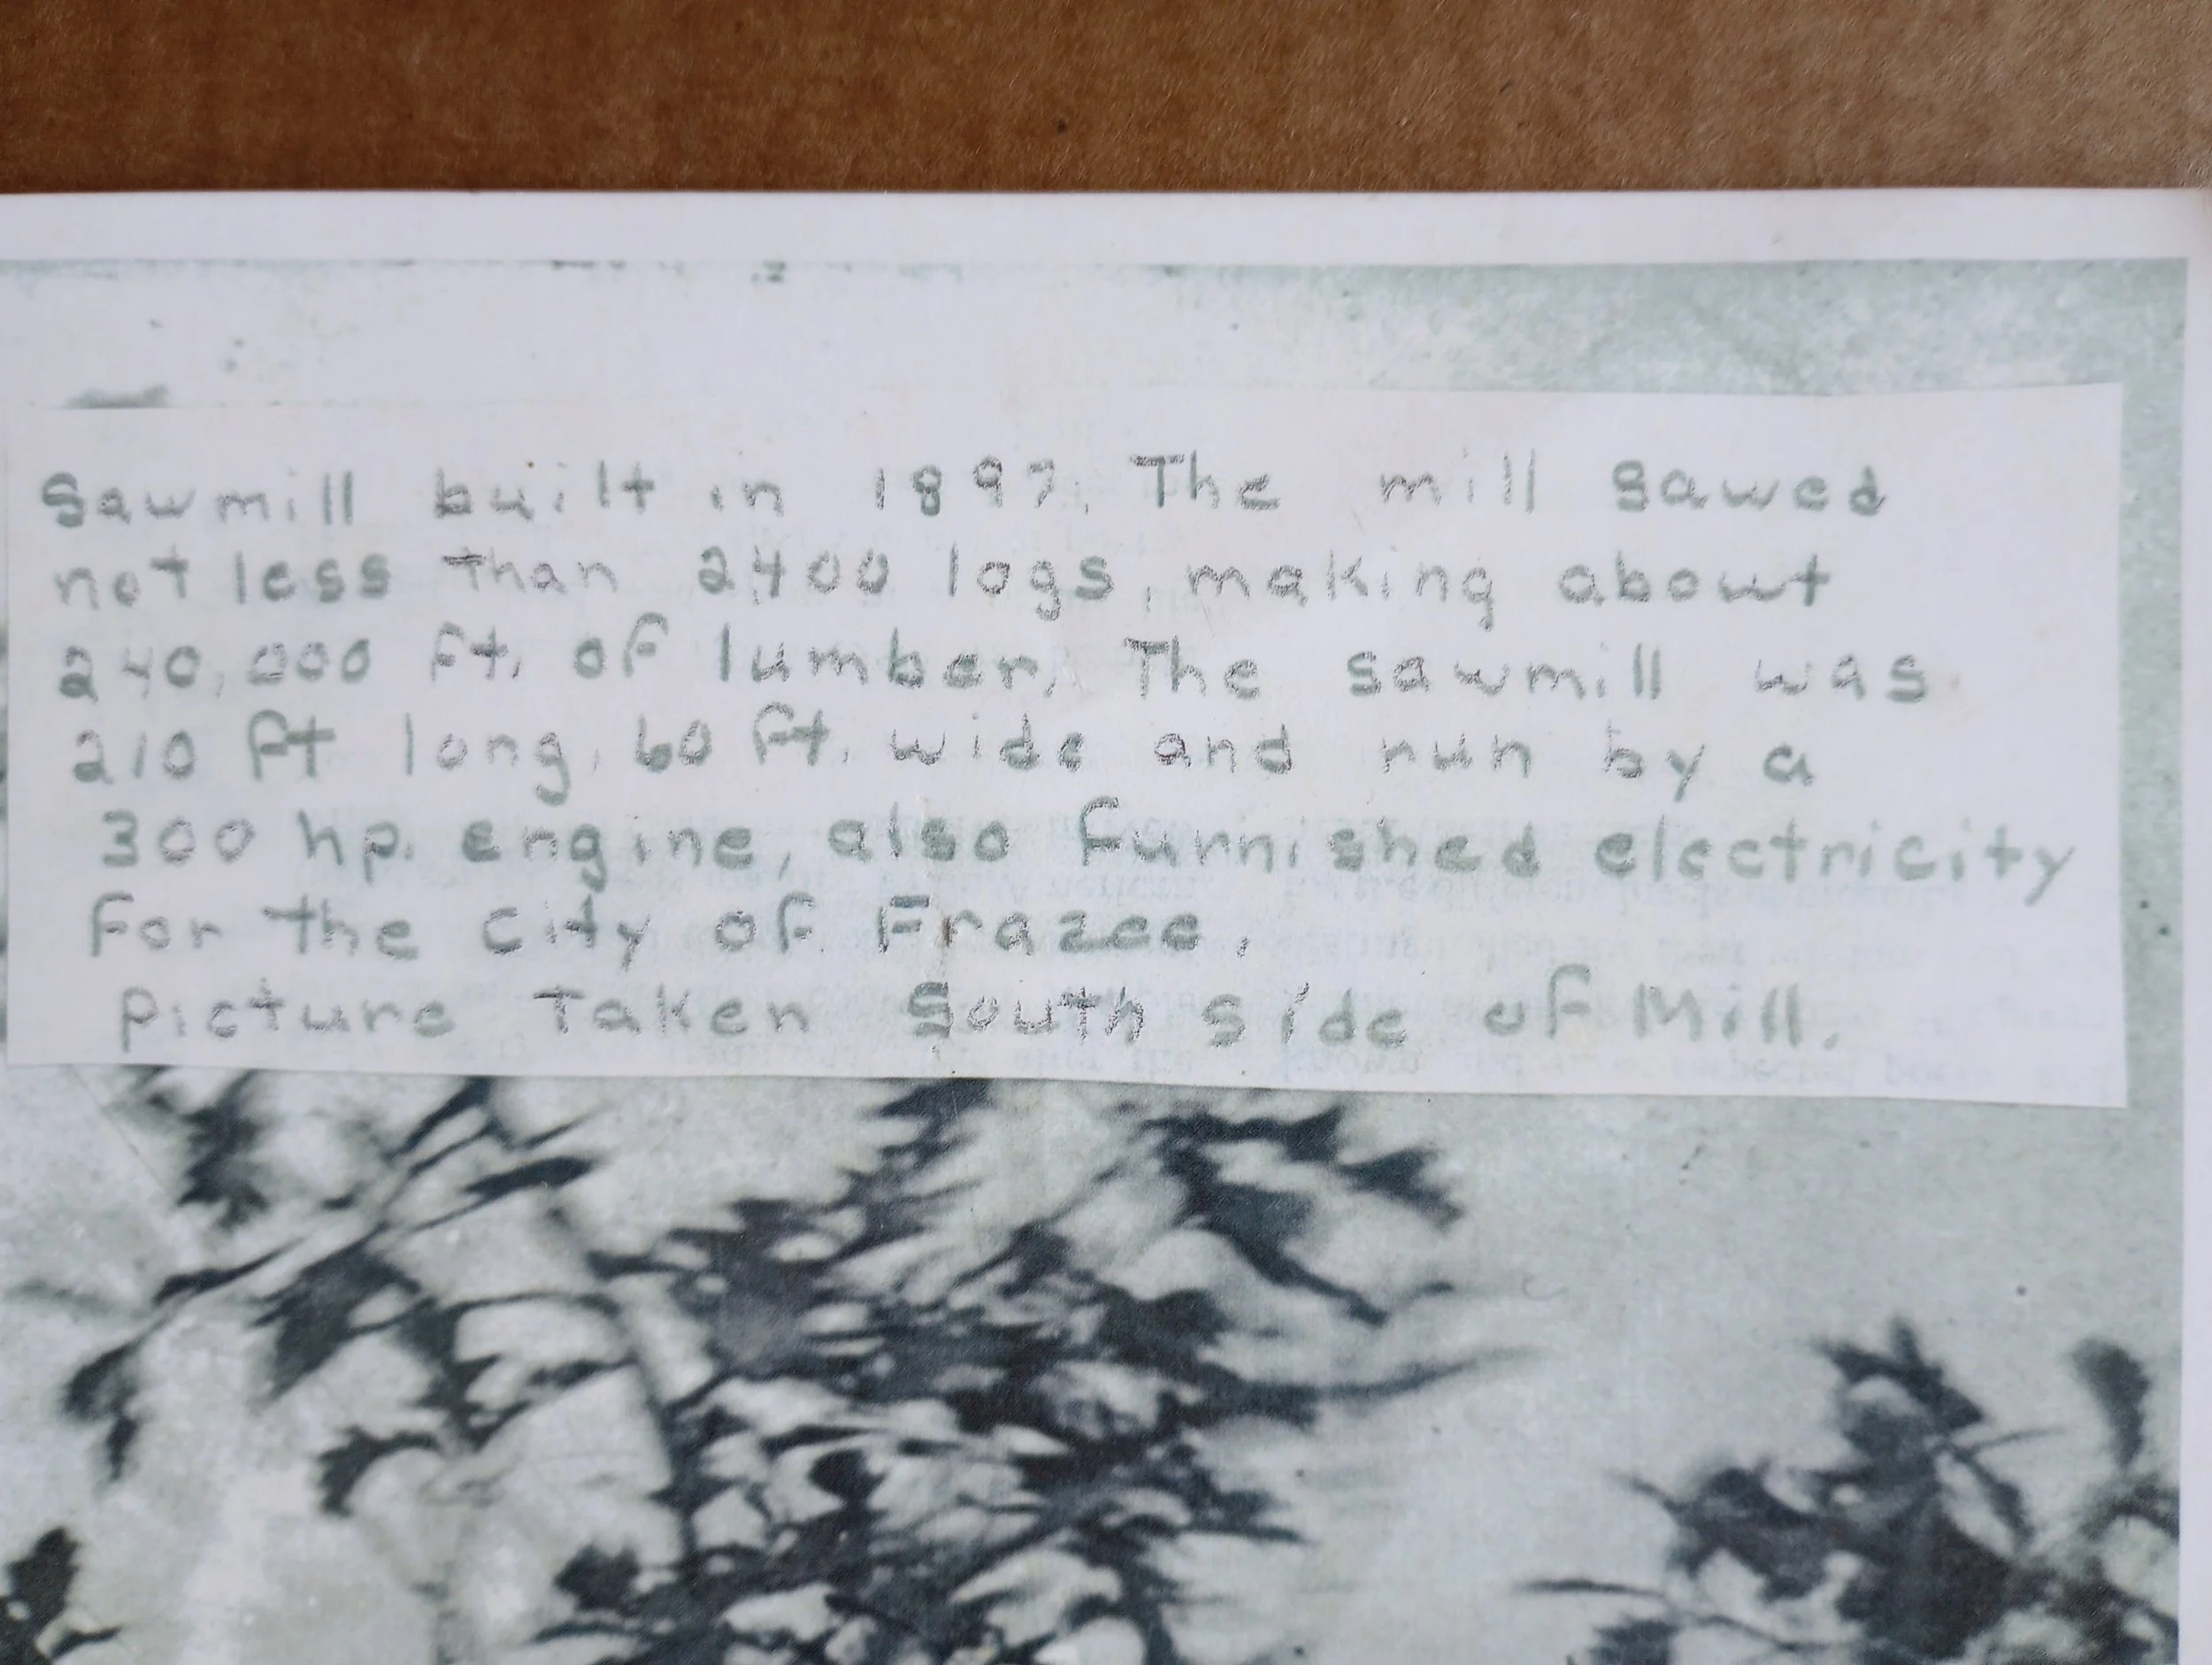 Sawmill built in 1897. The mill sawed
not less than 2400 logs, making about
240,000 ft. of lumber. The sawmill was
210 ft long, 60 ft. wide and run by a
300 hp. engine, also furnished electricity
for the city of Frazee.
Picture Taken South side of Mill.